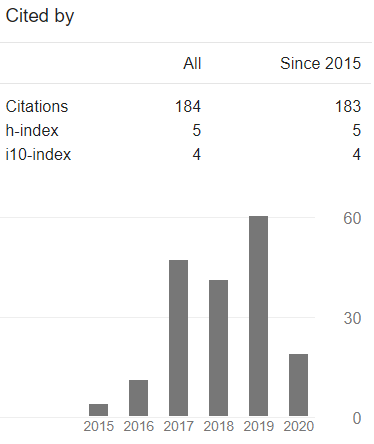 Cited by
All Since 2015
Citations 184 183
h-index 5 5
i10-index 4 4
60
30
0
2015 2016 2017 2018 2019 2020